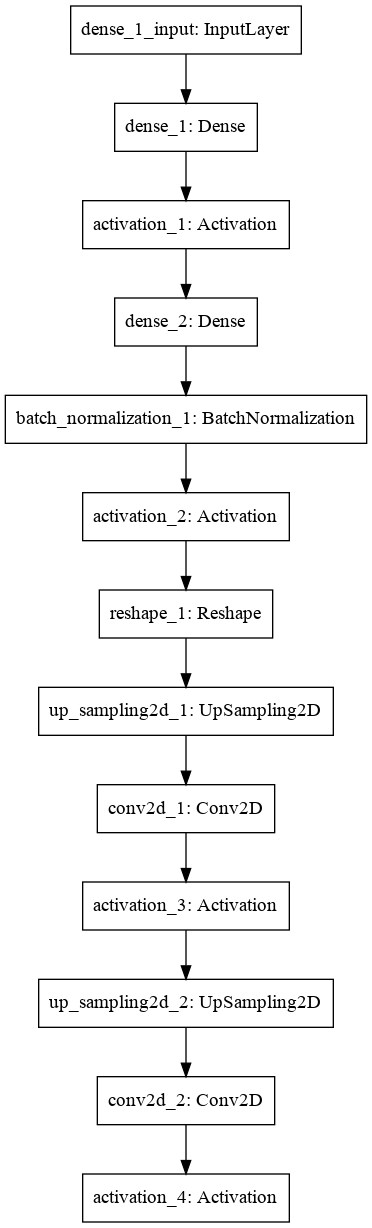 dense_1_input: InputLayer
dense_1: Dense
activation_1: Activation
dense_2: Dense
batch_normalization_1: BatchNormalization
activation_2: Activation
reshape_1: Reshape
up_sampling2d_1: UpSampling2D
conv2d_1: Conv2D
activation_3: Activation
up_sampling2d_2: UpSampling2D
conv2d_2: Conv2D
activation_4: Activation